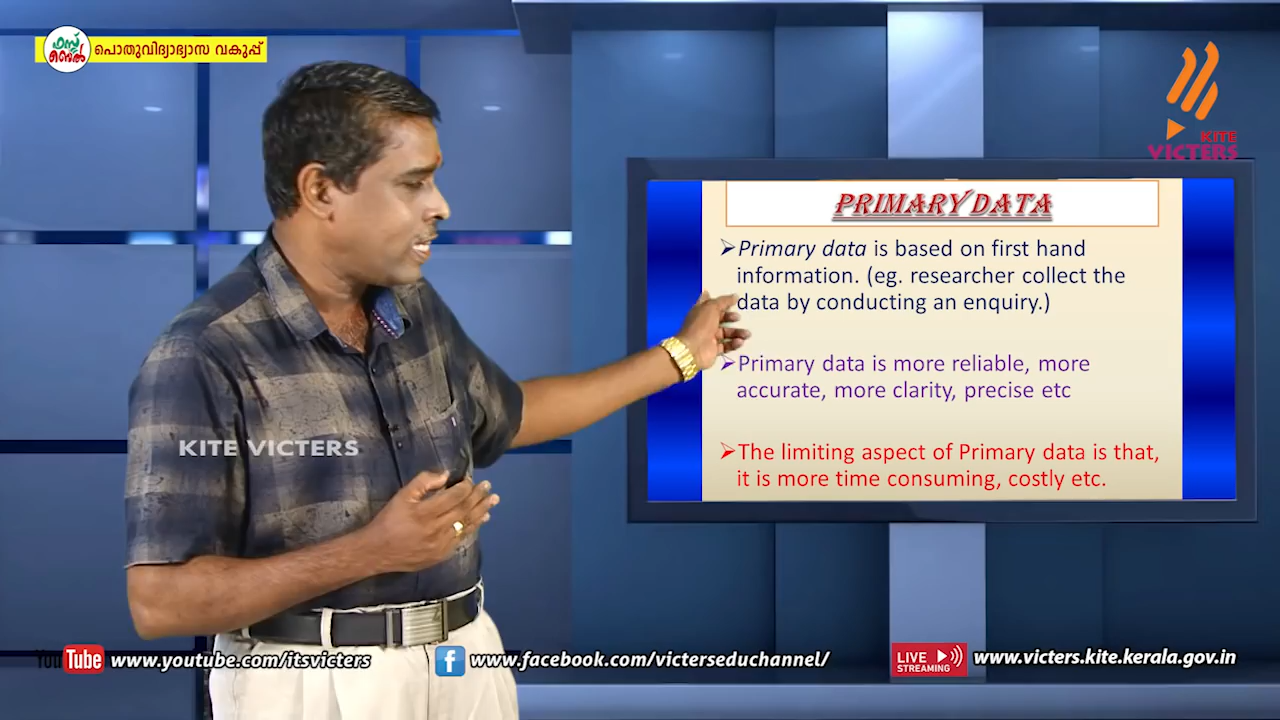 ഫസ്റ്റ്
ബെൽ
പൊതുവിദ്യാഭ്യാസ വകുപ്പ്
KITE
VICTERS
PRIMARY DATA
➢Primary data is based on first hand
information. (eg. researcher collect the
data by conducting an enquiry.)
➢Primary data is more reliable, more
accurate, more clarity, precise etc
➢The limiting aspect of Primary data is that,
it is more time consuming, costly etc.
KITE VICTERS
You Tube www.youtube.com/itsvicters
f www.facebook.com/victerseduchannel/
LIVE
STREAMING
www.victers.kite.kerala.gov.in